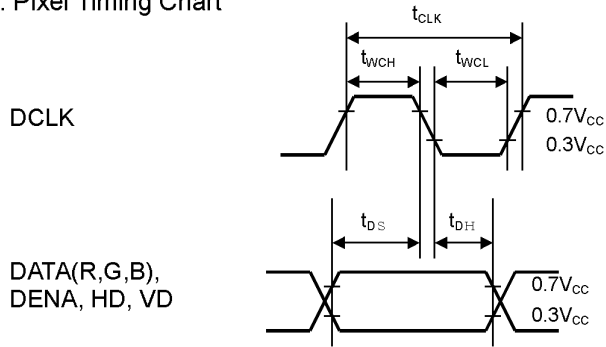 . Pixel Timing Chart
tCLK
tWCH
tWCL
DCLK
0.7VCC
0.3VCC
tDS
tDH
DATA(R,G,B),
DENA, HD, VD
0.7VCC
0.3VCC